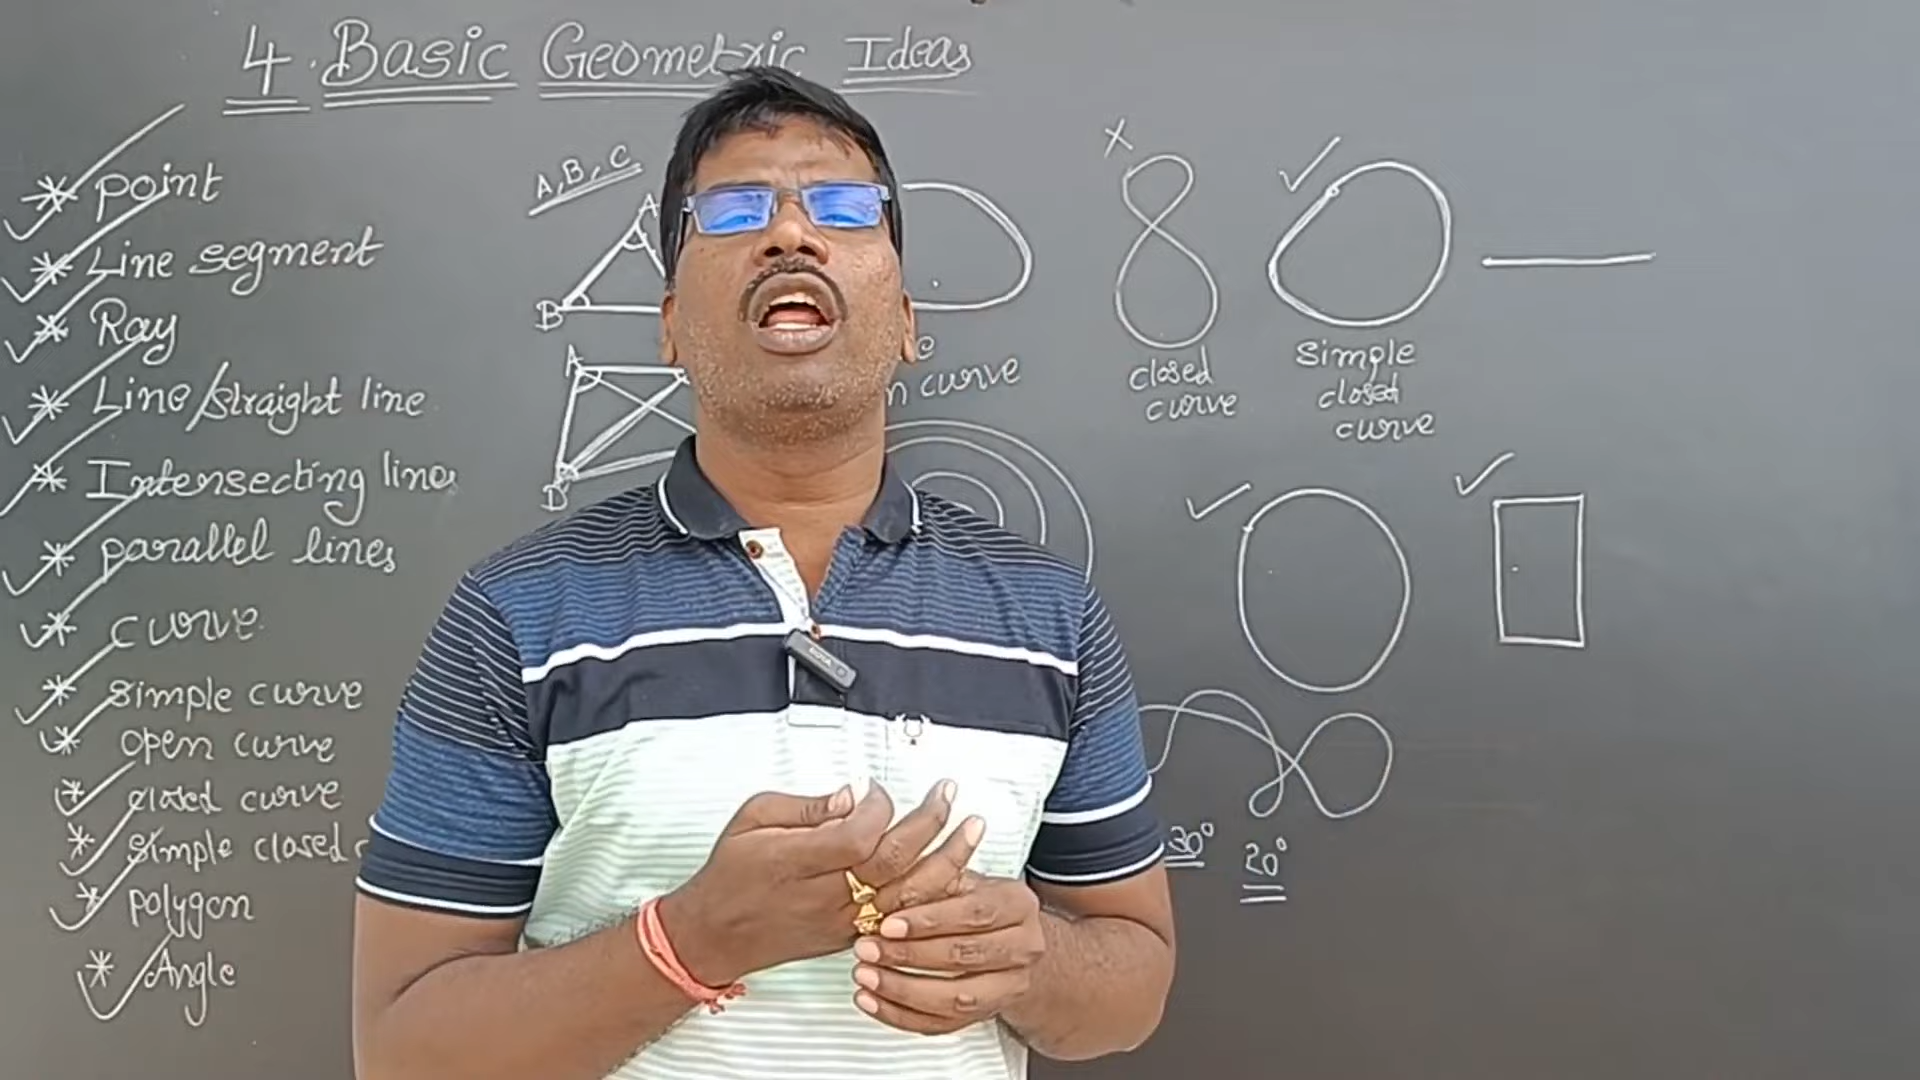 4. Basic Geometric Ideas
* point
* Line segment
* Ray
* Line/straight line
* Intersecting lines
* parallel lines
* curve
* simple curve
* open curve
* closed curve
* simple closed c
* polygon
* Angle
A, B, C
A
B
A
D
curve
closed
curve
simple
closed
curve
30°
20°